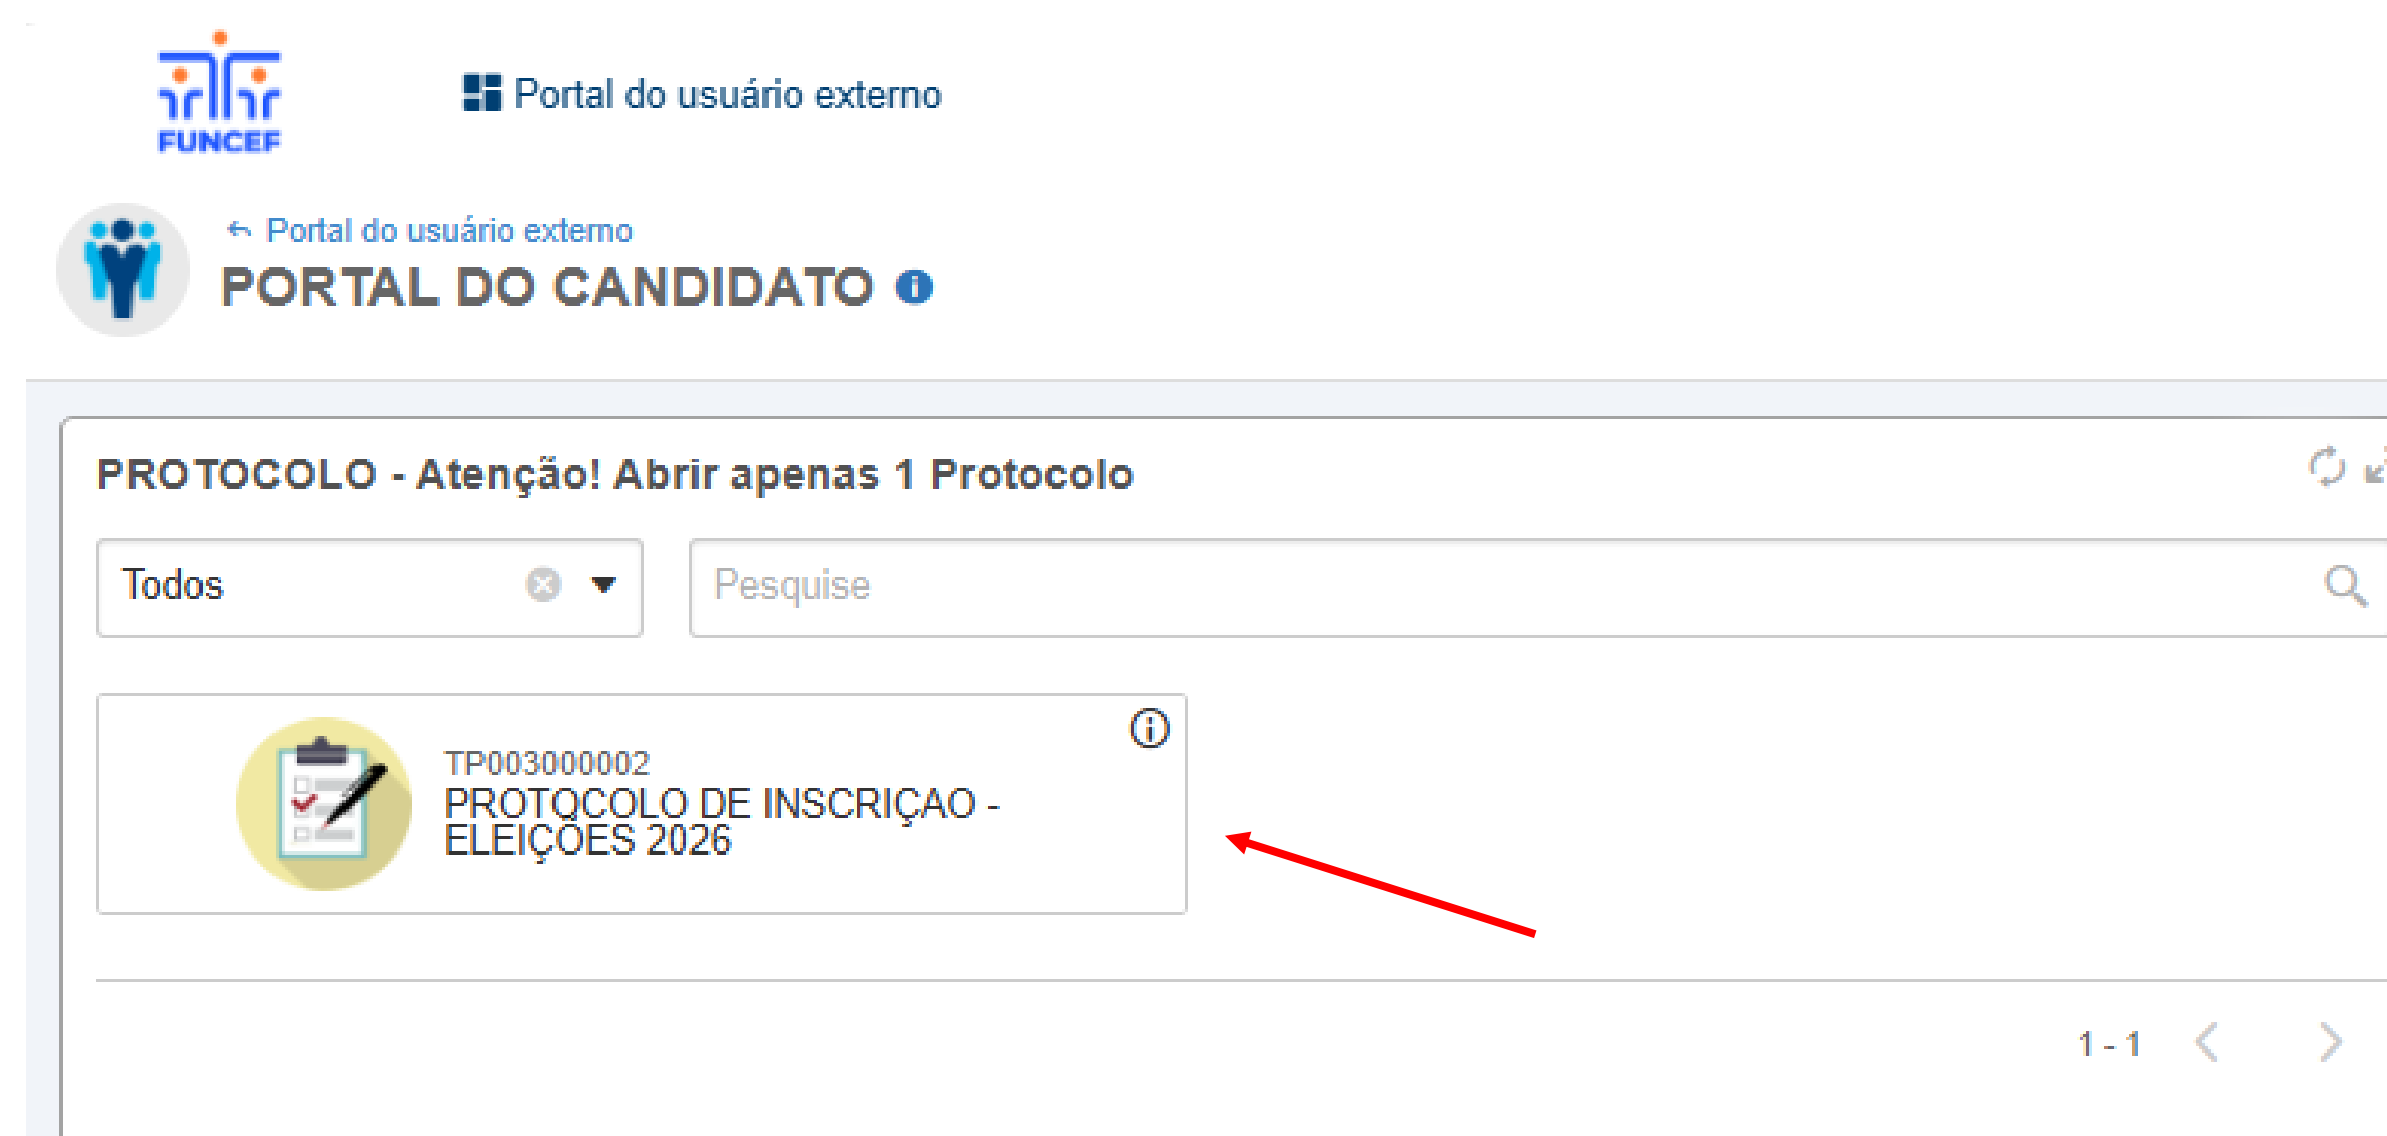 FUNCEF
Portal do usuário externo
Portal do usuário externo
PORTAL DO CANDIDATO
PROTOCOLO - Atenção! Abrir apenas 1 Protocolo
Todos
Pesquise
TP003000002
PROTOCOLO DE INSCRIÇAO -
ELEIÇÕES 2026
1 - 1